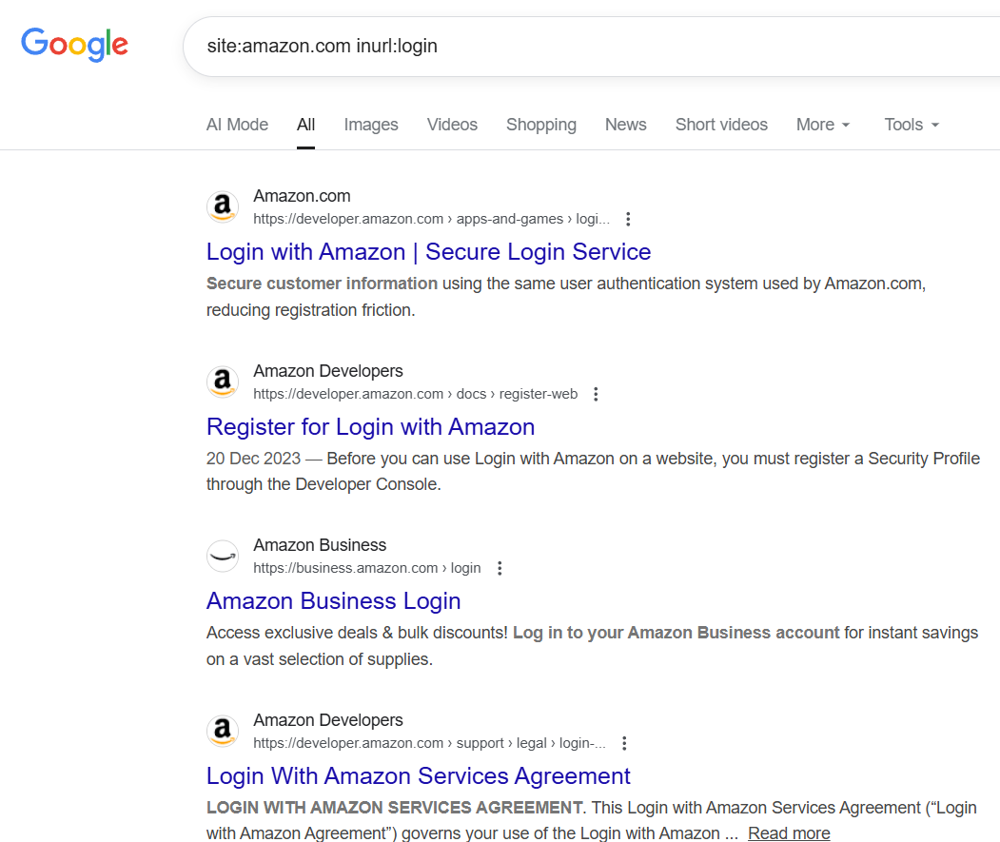 Google
site:amazon.com inurl:login
AI Mode All Images Videos Shopping News Short videos More Tools
Amazon.com
https://developer.amazon.com › apps-and-games › logi...
Login with Amazon | Secure Login Service
Secure customer information using the same user authentication system used by Amazon.com,
reducing registration friction.
Amazon Developers
https://developer.amazon.com › docs › register-web
Register for Login with Amazon
20 Dec 2023 — Before you can use Login with Amazon on a website, you must register a Security Profile
through the Developer Console.
Amazon Business
https://business.amazon.com › login
Amazon Business Login
Access exclusive deals & bulk discounts! Log in to your Amazon Business account for instant savings
on a vast selection of supplies.
Amazon Developers
https://developer.amazon.com › support › legal › login-...
Login With Amazon Services Agreement
LOGIN WITH AMAZON SERVICES AGREEMENT. This Login with Amazon Services Agreement (“Login
with Amazon Agreement”) governs your use of the Login with Amazon ... Read more